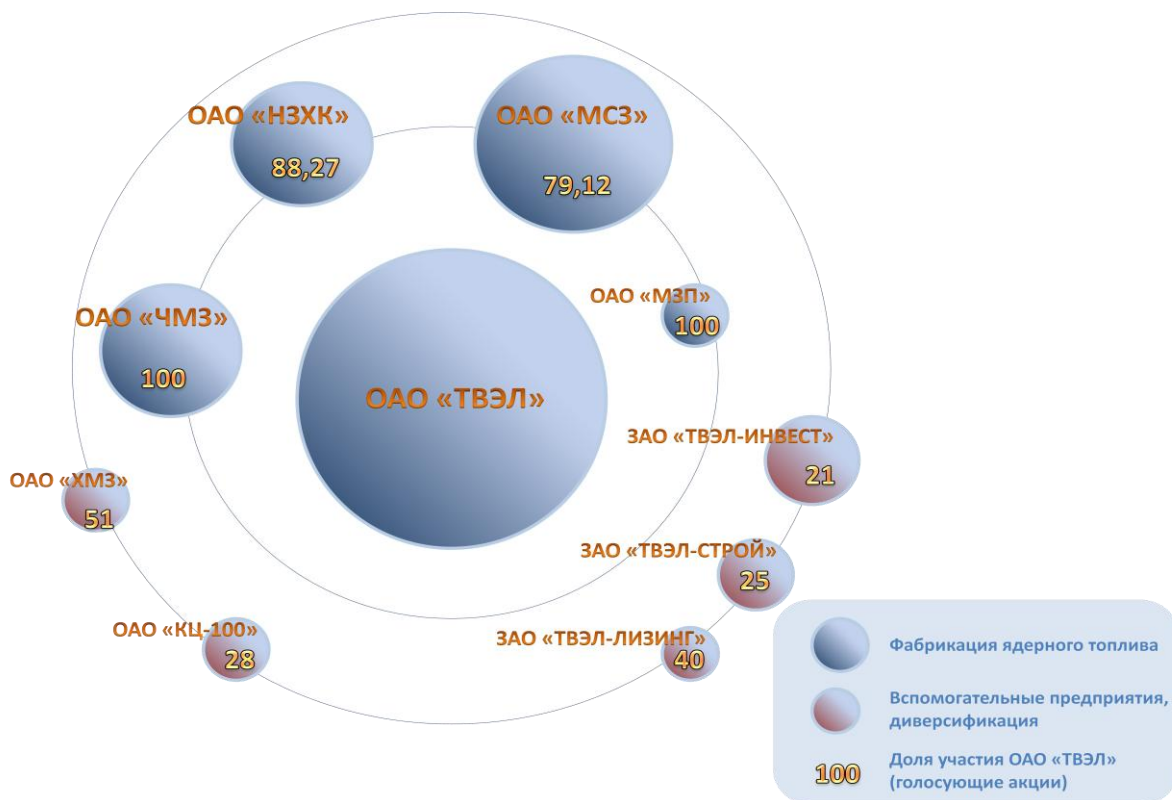 ОАО «НЗХК»
88,27
ОАО «МСЗ»
79,12
ОАО «МЗП»
100
ОАО «ЧМЗ»
100
ОАО «ТВЭЛ»
ЗАО «ТВЭЛ-ИНВЕСТ»
21
ОАО «ХМЗ»
51
ЗАО «ТВЭЛ-СТРОЙ»
25
ОАО «КЦ-100»
28
ЗАО «ТВЭЛ-ЛИЗИНГ»
40
Фабрикация ядерного топлива
Вспомогательные предприятия,
диверсификация
100
Доля участия ОАО «ТВЭЛ»
(голосующие акции)